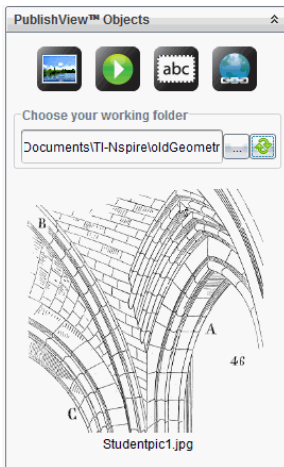 PublishView™ Objects
abc
Choose your working folder
Documents\TI-Nspire\oldGeometr
...
B
A
46
C
Studentpic1.jpg